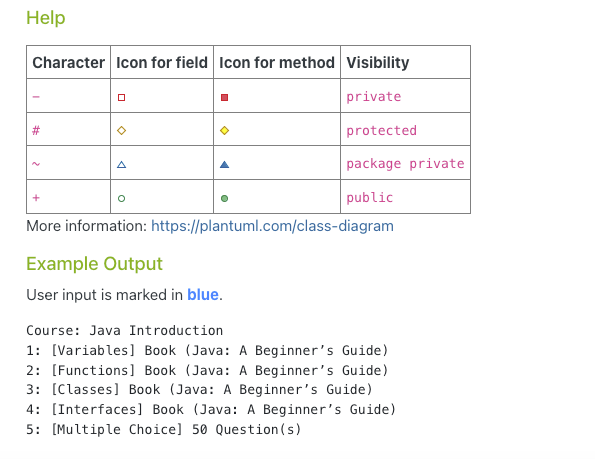 Help
Character Icon for field Icon for method Visibility
− private
# protected
~ package private
+ public
More information: https://plantuml.com/class-diagram
Example Output
User input is marked in blue.
Course: Java Introduction
1: [Variables] Book (Java: A Beginner’s Guide)
2: [Functions] Book (Java: A Beginner’s Guide)
3: [Classes] Book (Java: A Beginner’s Guide)
4: [Interfaces] Book (Java: A Beginner’s Guide)
5: [Multiple Choice] 50 Question(s)